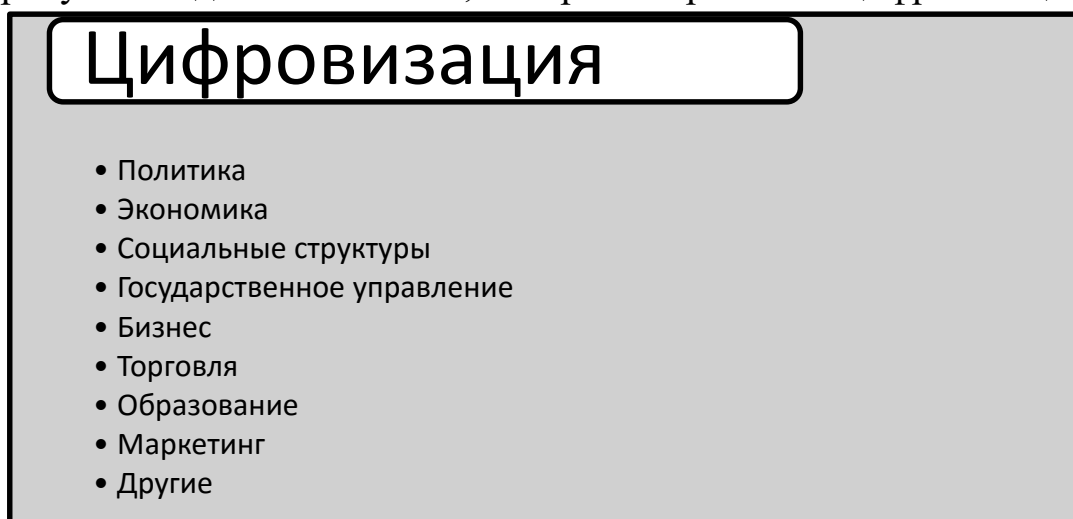 Цифровизация
• Политика
• Экономика
• Социальные структуры
• Государственное управление
• Бизнес
• Торговля
• Образование
• Маркетинг
• Другие